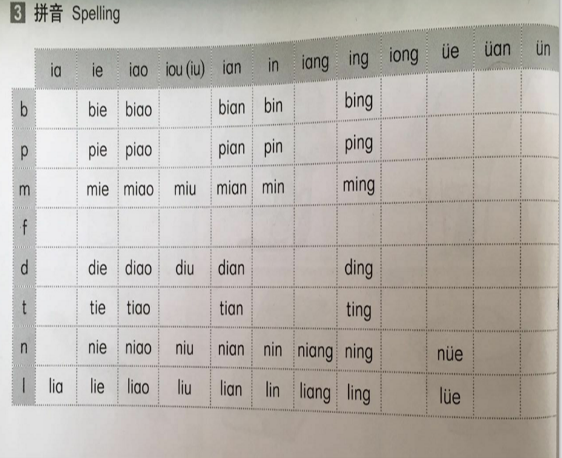 3 拼音 Spelling
ia ie iao iou (iu) ian in iang ing iong üe üan ün
b bie biao bian bin bing
p pie piao pian pin ping
m mie miao miu mian min ming
f
d die diao diu dian ding
t tie tiao tian ting
n nie niao niu nian nin niang ning nüe
l lia lie liao liu lian lin liang ling lüe